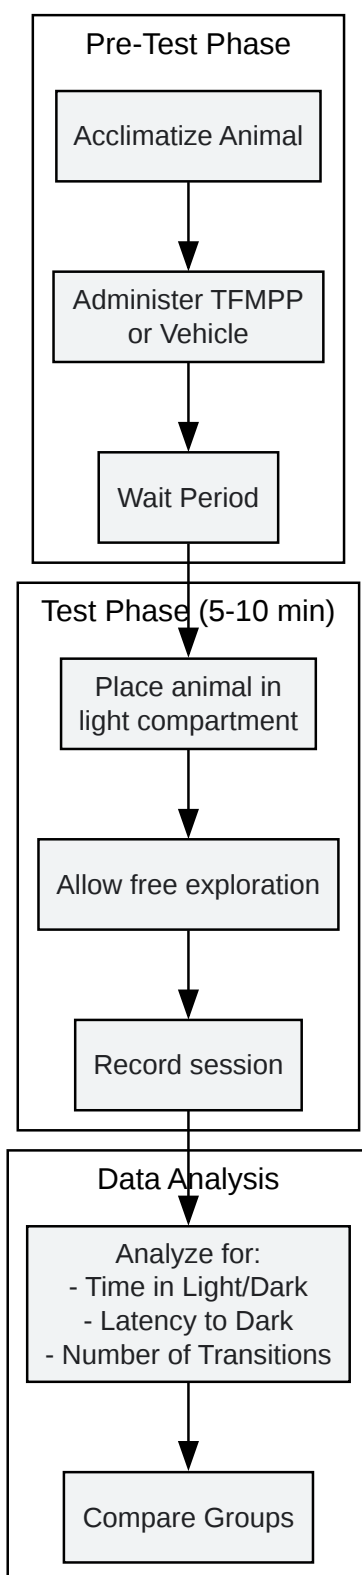 Pre-Test Phase
Acclimatize Animal
Administer TFMPP
or Vehicle
Wait Period
Test Phase (5-10 min)
Place animal in
light compartment
Allow free exploration
Record session
Data Analysis
Analyze for:
- Time in Light/Dark
- Latency to Dark
- Number of Transitions
Compare Groups